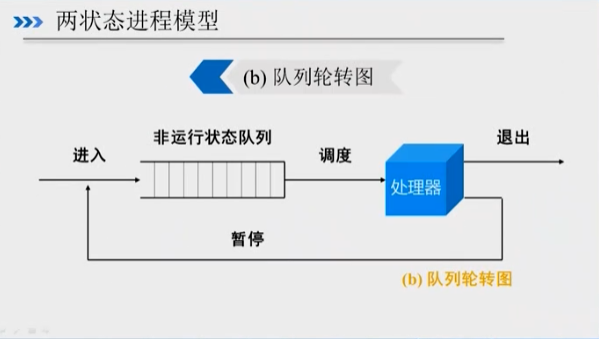 两状态进程模型
(b) 队列轮转图
非运行状态队列
进入
调度
退出
处理器
暂停
(b) 队列轮转图